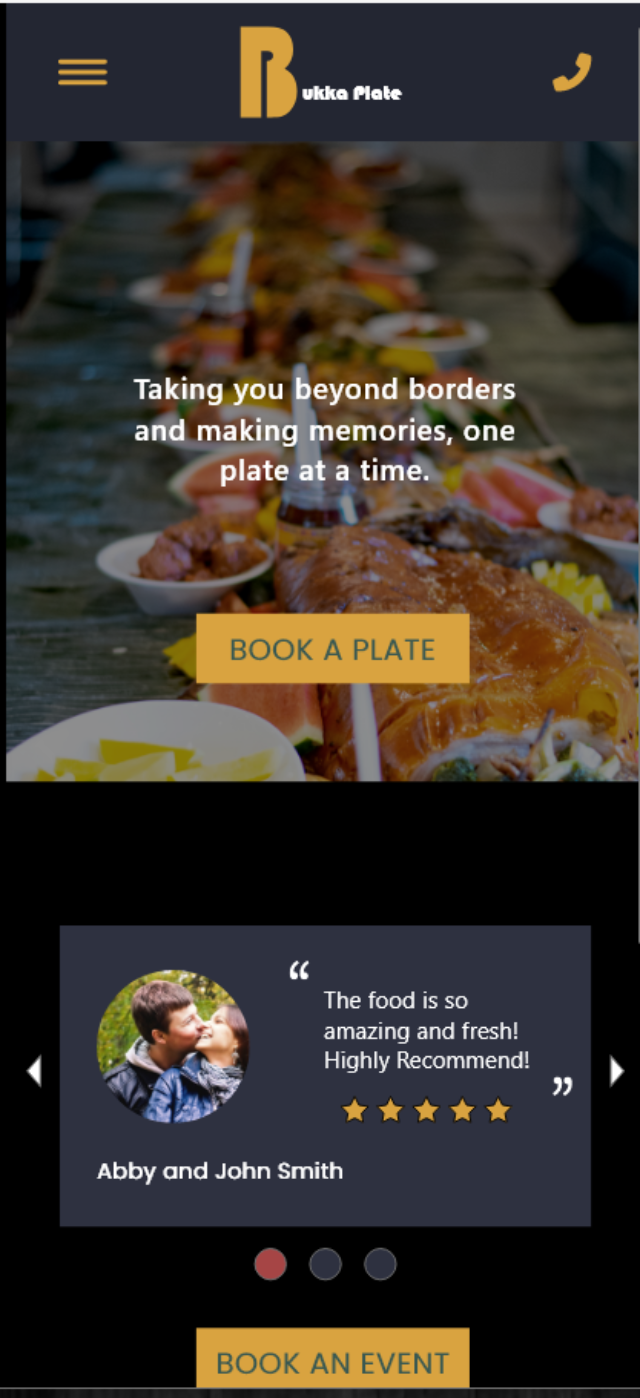 Bukka Plate
Taking you beyond borders
and making memories, one
plate at a time.
BOOK A PLATE
“
The food is so
amazing and fresh!
Highly Recommend!
”
Abby and John Smith
BOOK AN EVENT